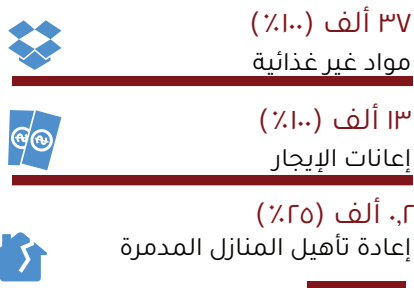 ٣٧ ألف (١٠٠٪)
مواد غير غذائية
١٣ ألف (١٠٠٪)
إعانات الإيجار
٠,٢ ألف (٢٥٪)
إعادة تأهيل المنازل المدمرة